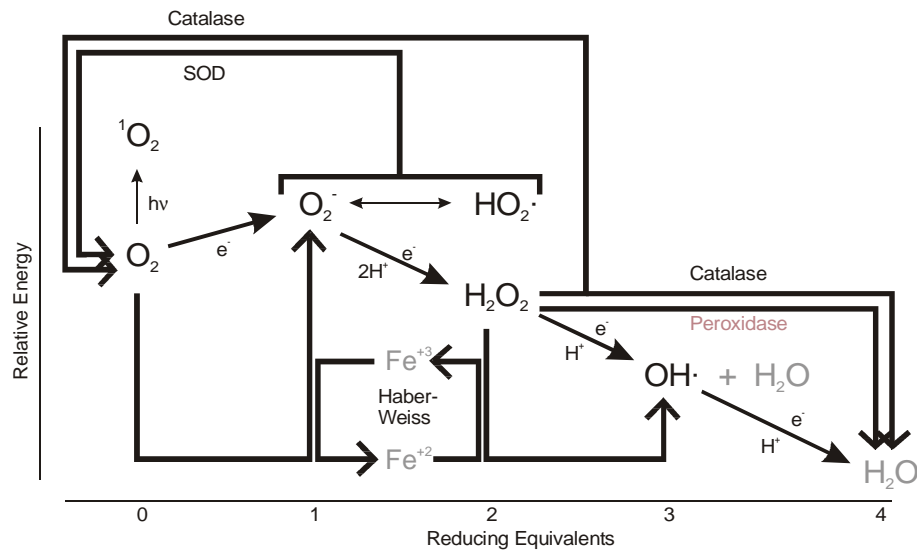 Catalase
SOD
¹O₂
hν
O₂⁻
HO₂·
O₂
e⁻
e⁻
2H⁺
H₂O₂
Catalase
Peroxidase
e⁻
H⁺
Fe⁺³
OH· + H₂O
Haber-
Weiss
e⁻
H⁺
Fe⁺²
H₂O
Relative Energy
0 1 2 3 4
Reducing Equivalents